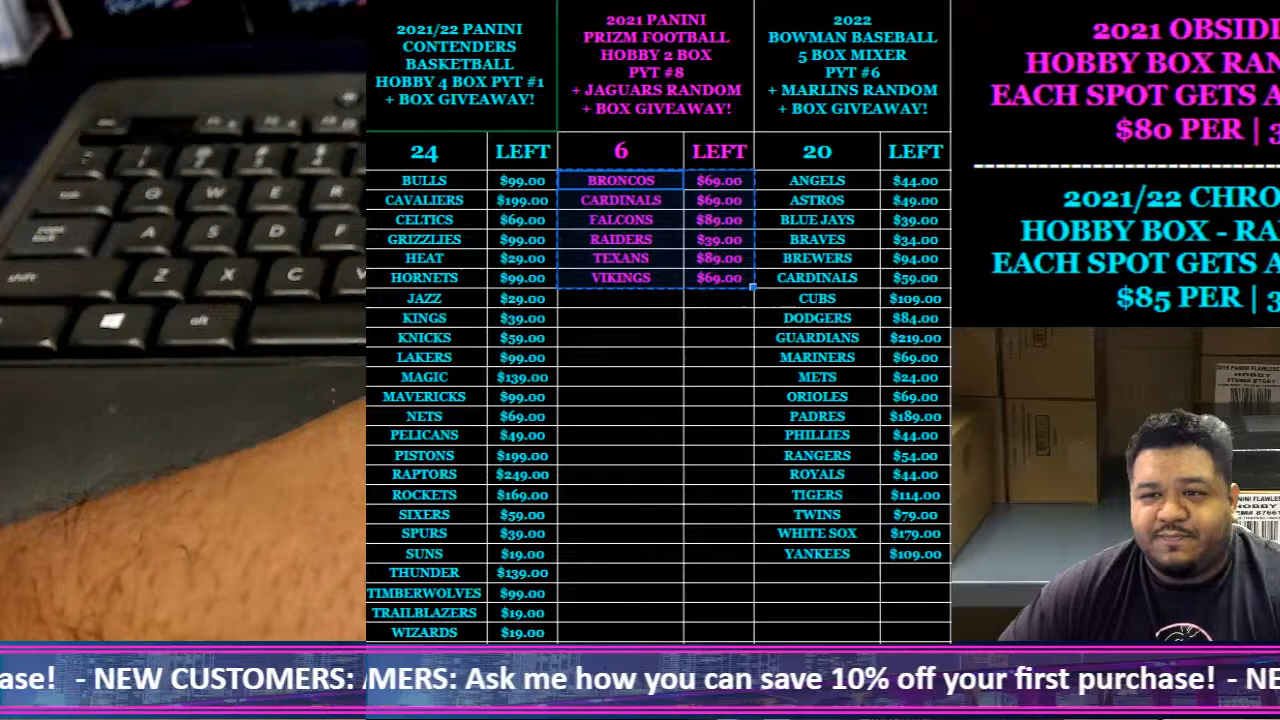 2021/22 PANINI
CONTENDERS
BASKETBALL
HOBBY 4 BOX PYT #1
+ BOX GIVEAWAY!
2021 PANINI
PRIZM FOOTBALL
HOBBY 2 BOX
PYT #8
+ JAGUARS RANDOM
+ BOX GIVEAWAY!
2022
BOWMAN BASEBALL
5 BOX MIXER
PYT #6
+ MARLINS RANDOM
+ BOX GIVEAWAY!
24 LEFT 6 LEFT 20 LEFT
BULLS $99.00 BRONCOS $69.00 ANGELS $44.00
CAVALIERS $199.00 CARDINALS $69.00 ASTROS $49.00
CELTICS $69.00 FALCONS $89.00 BLUE JAYS $39.00
GRIZZLIES $99.00 RAIDERS $39.00 BRAVES $34.00
HEAT $29.00 TEXANS $89.00 BREWERS $94.00
HORNETS $99.00 VIKINGS $69.00 CARDINALS $59.00
JAZZ $29.00 CUBS $109.00
KINGS $39.00 DODGERS $84.00
KNICKS $59.00 GUARDIANS $219.00
LAKERS $99.00 MARINERS $69.00
MAGIC $139.00 METS $24.00
MAVERICKS $99.00 ORIOLES $69.00
NETS $69.00 PADRES $189.00
PELICANS $49.00 PHILLIES $44.00
PISTONS $199.00 RANGERS $54.00
RAPTORS $249.00 ROYALS $44.00
ROCKETS $169.00 TIGERS $114.00
SIXERS $59.00 TWINS $79.00
SPURS $39.00 WHITE SOX $179.00
SUNS $19.00 YANKEES $109.00
THUNDER $139.00
TIMBERWOLVES $99.00
TRAILBLAZERS $19.00
WIZARDS $19.00
2021 OBSIDI
HOBBY BOX RAN
EACH SPOT GETS A
$80 PER | 3
2021/22 CHRO
HOBBY BOX - RA
EACH SPOT GETS A
$85 PER | 3
HOBBY
Q W E R
A S D F
shift Z X C V
alt
ase! - NEW CUSTOMERS: AMERS: Ask me how you can save 10% off your first purchase! - NE